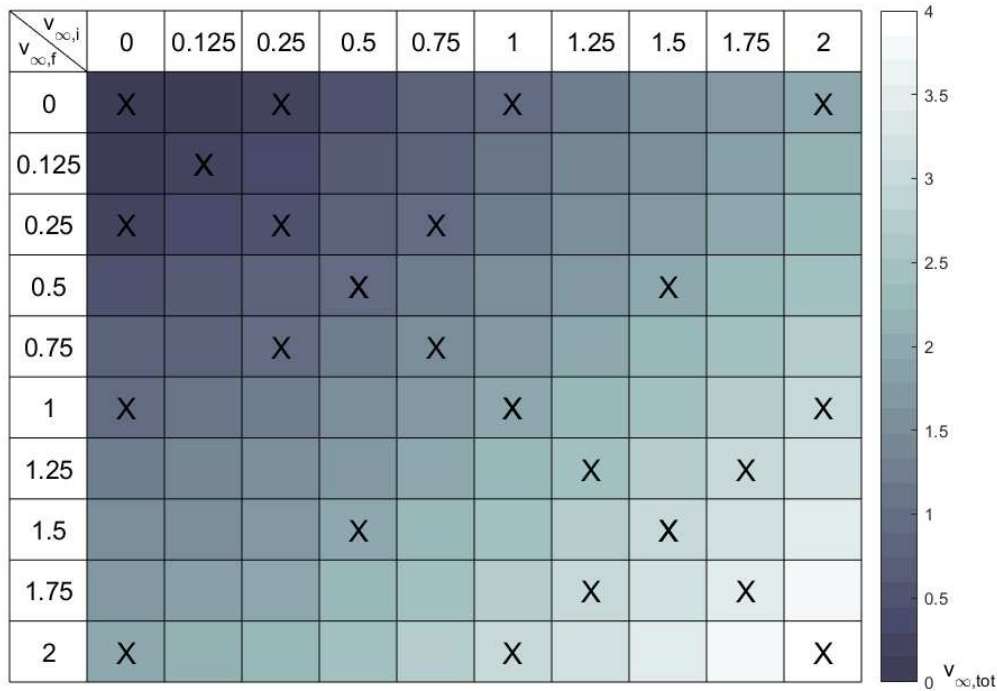 v∞,i 0 0.125 0.25 0.5 0.75 1 1.25 1.5 1.75 2
v∞,f
0 X X X X
0.125 X
0.25 X X X
0.5 X X
0.75 X X
1 X X X
1.25 X X
1.5 X X
1.75 X X
2 X X X
4
3.5
3
2.5
2
1.5
1
0.5
0 v∞,tot